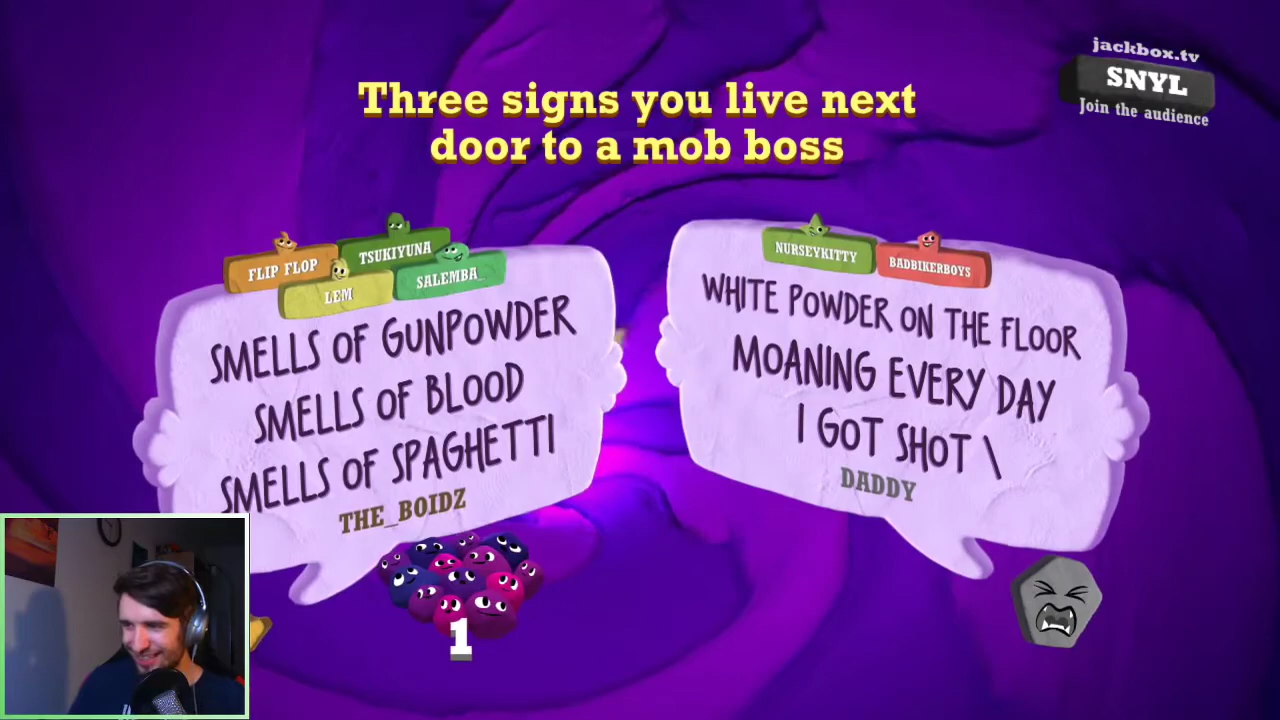 jackbox.tv
SNYL
Join the audience
Three signs you live next
door to a mob boss
FLIP FLOP
TSUKIYUNA
LEM
SALEMBA_
SMELLS OF GUNPOWDER
SMELLS OF BLOOD
SMELLS OF SPAGHETTI
THE_BOIDZ
1
NURSEYKITTY
BADBIKERBOYS
WHITE POWDER ON THE FLOOR
MOANING EVERY DAY
I GOT SHOT \
DADDY